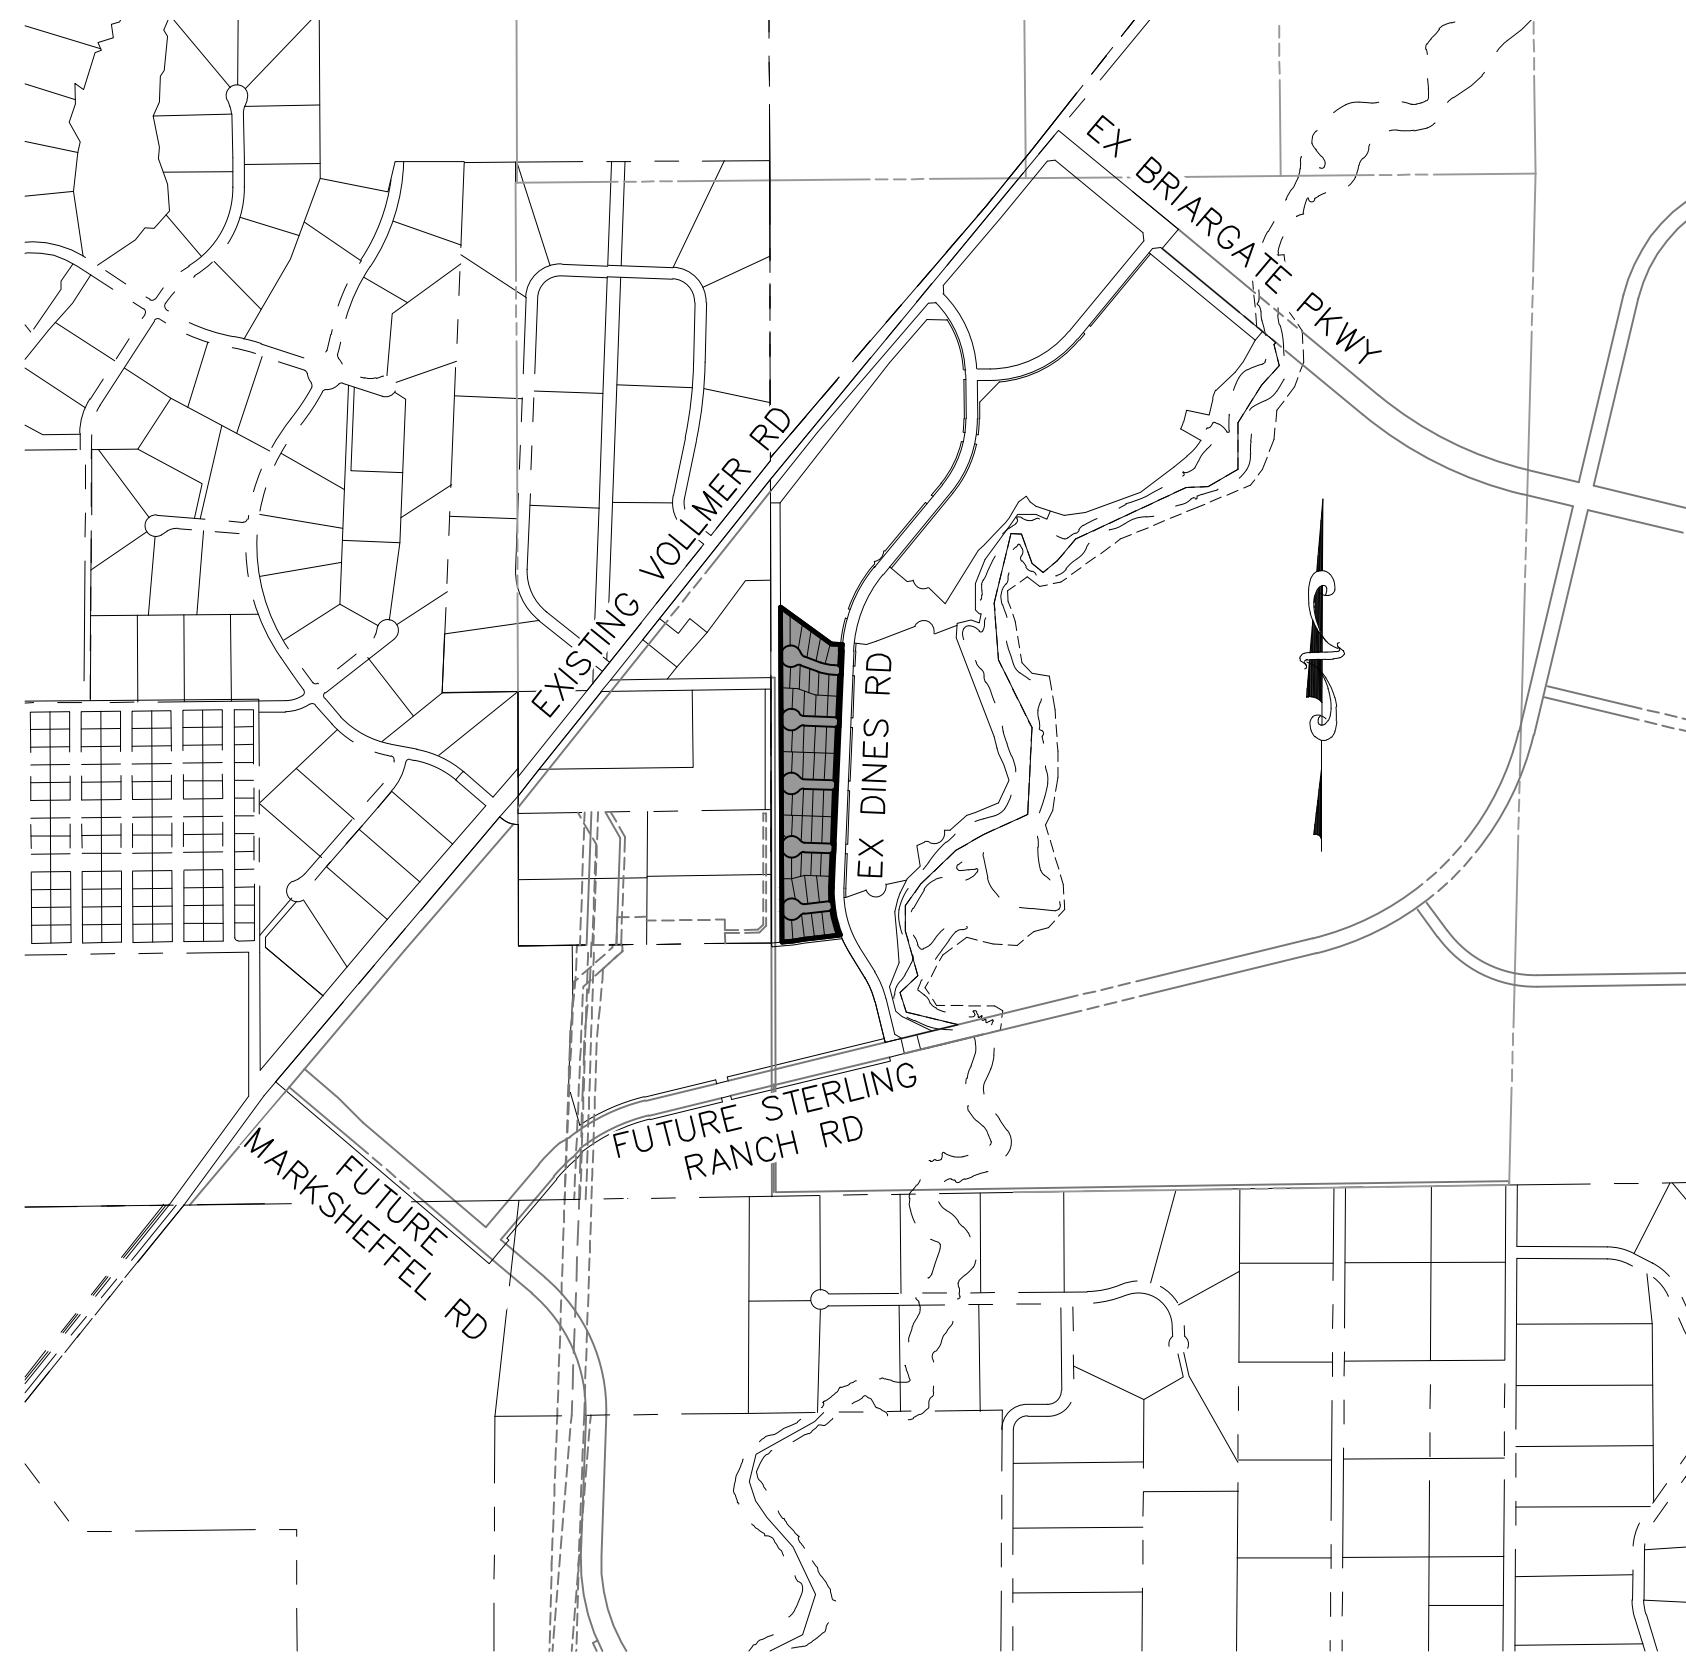 EX BRIARGATE PKWY
EXISTING VOLLMER RD
EX DINES RD
FUTURE STERLING
RANCH RD
FUTURE
MARKSHEFFEL RD